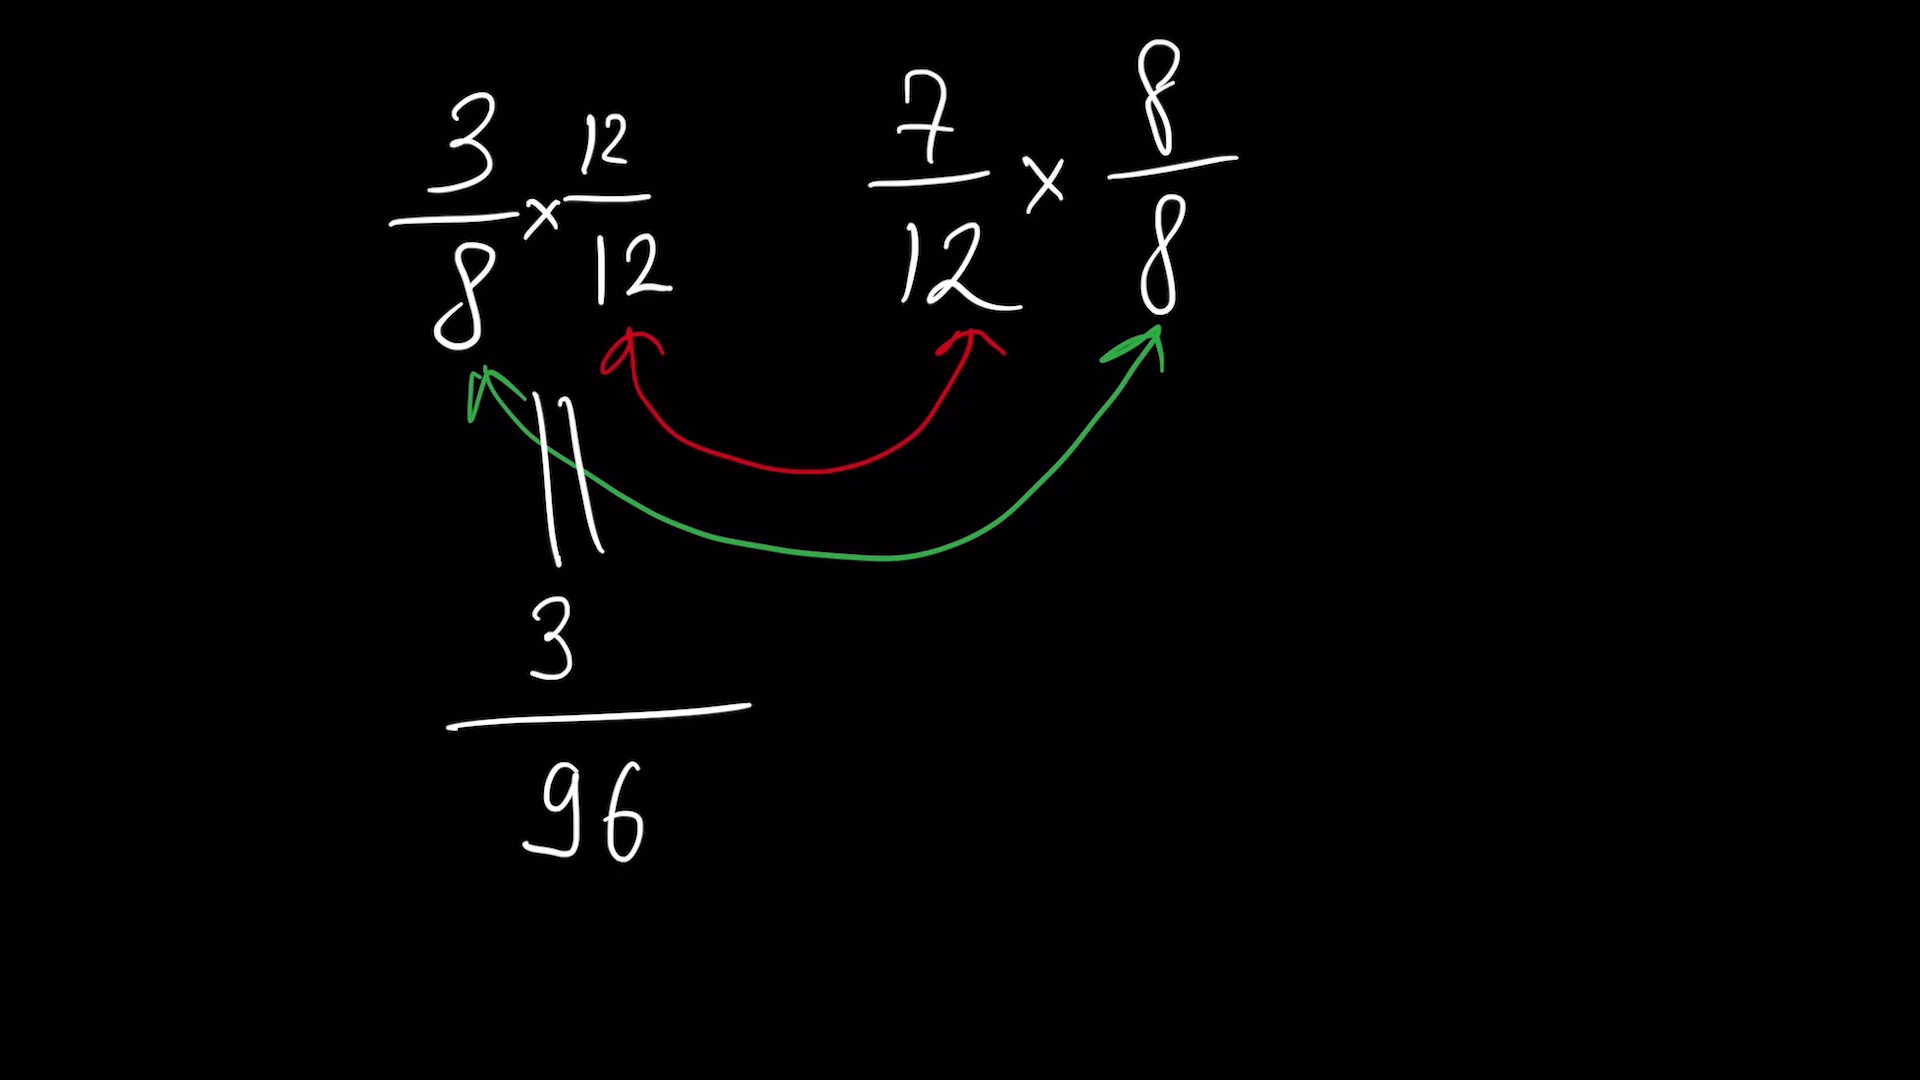 3/8 × 12/12
7/12 × 8/8
=
3/96